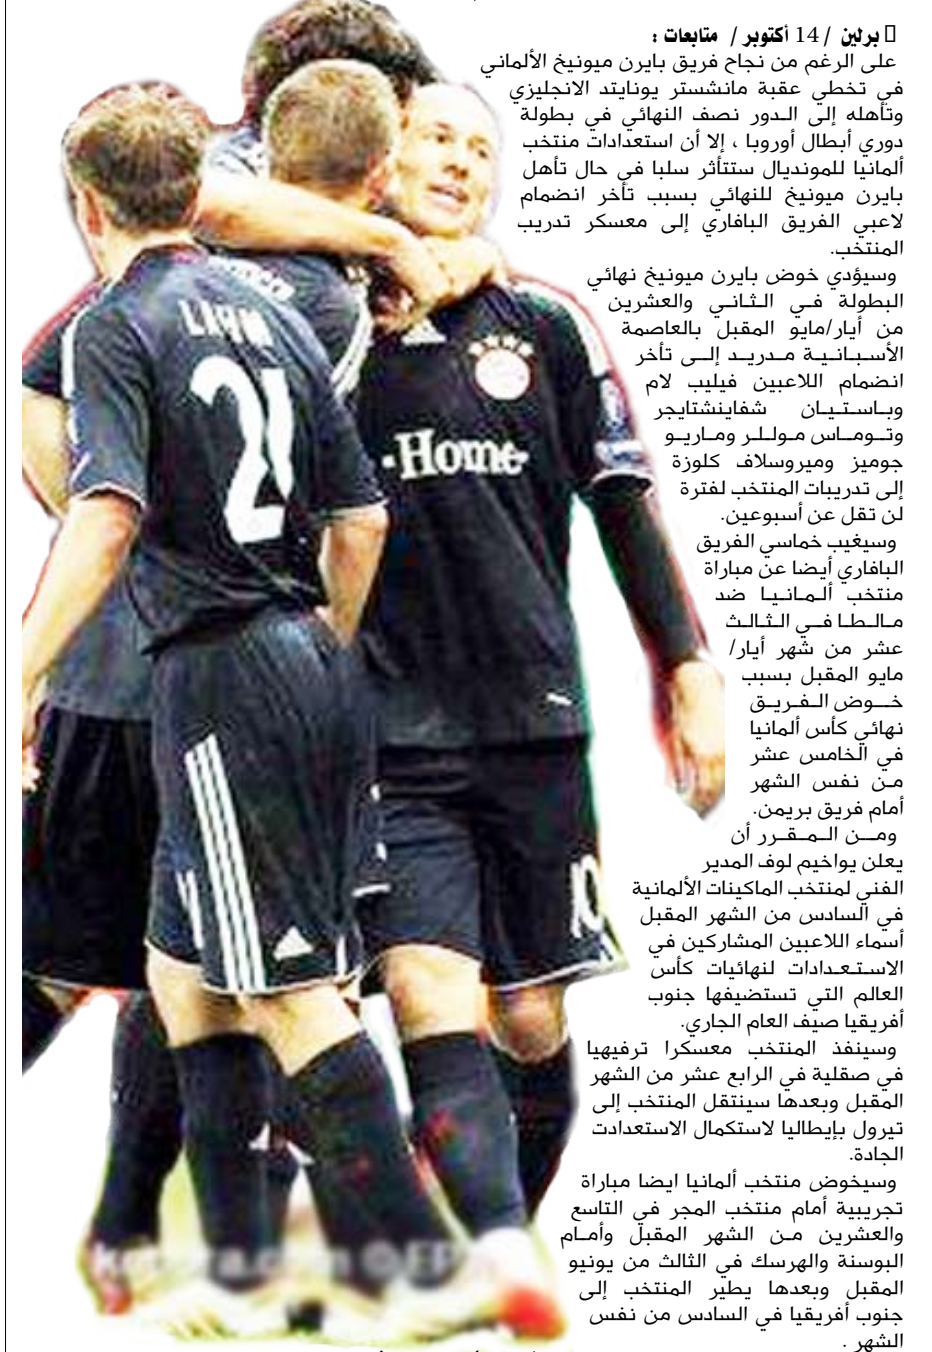 برلين / 14 أكتوبر / متابعات :
على الرغم من نجاح فريق بايرن ميونيخ الألماني
في تخطي عقبة مانشستر يونايتد الانجليزي
وتأهله إلى الدور نصف النهائي في بطولة
دوري أبطال أوروبا ، إلا أن استعدادات منتخب
ألمانيا للمونديال ستتأثر سلبا في حال تأهل
بايرن ميونيخ للنهائي بسبب تأخر انضمام
لاعبي الفريق البافاري إلى معسكر تدريب
المنتخب.
وسيؤدي خوض بايرن ميونيخ نهائي
البطولة في الثاني والعشرين
من أيار/مايو المقبل بالعاصمة
الأسبانية مدريد إلى تأخر
انضمام اللاعبين فيليب لام
وباستيان شفاينشتايجر
وتوماس موللر وماريو
جوميز وميروسلاف كلوزة
إلى تدريبات المنتخب لفترة
لن تقل عن أسبوعين.
وسيغيب خماسي الفريق
البافاري أيضا عن مباراة
منتخب ألمانيا ضد
مالطا في الثالث
عشر من شهر أيار/
مايو المقبل بسبب
خوض الفريق
نهائي كأس ألمانيا
في الخامس عشر
من نفس الشهر
أمام فريق بريمن.
ومن المقرر أن
يعلن يواخيم لوف المدير
الفني لمنتخب الماكينات الألمانية
في السادس من الشهر المقبل
أسماء اللاعبين المشاركين في
الاستعدادات لنهائيات كأس
العالم التي تستضيفها جنوب
أفريقيا صيف العام الجاري.
وسينفذ المنتخب معسكرا ترفيهيا
في صقلية في الرابع عشر من الشهر
المقبل وبعدها سينتقل المنتخب إلى
تيرول بإيطاليا لاستكمال الاستعدادت
الجادة.
وسيخوض منتخب ألمانيا ايضا مباراة
تجريبية أمام منتخب المجر في التاسع
والعشرين من الشهر المقبل وأمام
البوسنة والهرسك في الثالث من يونيو
المقبل وبعدها يطير المنتخب إلى
جنوب أفريقيا في السادس من نفس
الشهر .
LAHM
21
·Home·
10